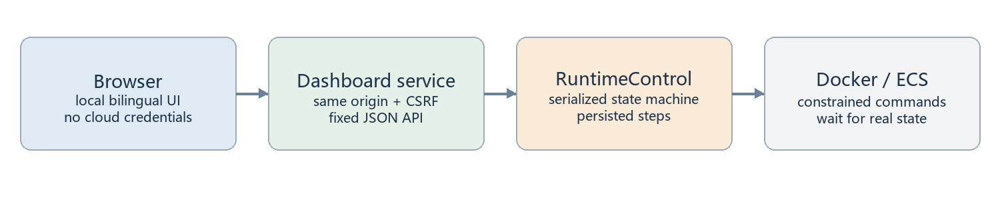 Browser
local bilingual UI
no cloud credentials
Dashboard service
same origin + CSRF
fixed JSON API
RuntimeControl
serialized state machine
persisted steps
Docker / ECS
constrained commands
wait for real state